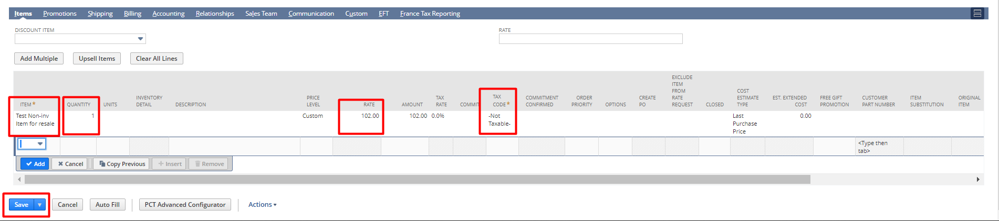 Items Promotions Shipping Billing Accounting Relationships Sales Team Communication Custom EFT France Tax Reporting
DISCOUNT ITEM RATE
Add Multiple Upsell Items Clear All Lines
ITEM * QUANTITY UNITS INVENTORY DETAIL DESCRIPTION PRICE LEVEL RATE AMOUNT TAX RATE COMMIT TAX CODE * COMMITMENT CONFIRMED ORDER PRIORITY OPTIONS CREATE PO EXCLUDE ITEM FROM RATE REQUEST CLOSED COST ESTIMATE TYPE EST. EXTENDED COST FREE GIFT PROMOTION CUSTOMER PART NUMBER ITEM SUBSTITUTION ORIGINAL ITEM
Test Non-inv Item for resale 1 Custom 102.00 102.00 0.0% -Not Taxable- Last Purchase Price 0.00
<Type then tab>
Add Cancel Copy Previous Insert Remove
Save Cancel Auto Fill PCT Advanced Configurator Actions